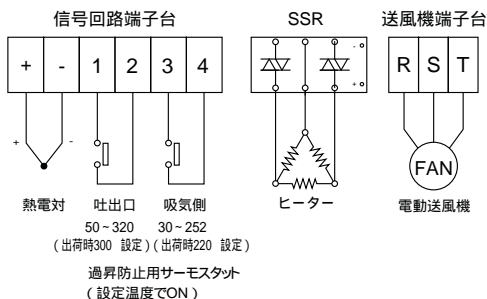 信号回路端子台 SSR 送風機端子台
+ - 1 2 3 4 R S T
- 
+
+ -
FAN
熱電対 吐出口 吸気側 ヒーター 電動送風機
50~320 30~252
(出荷時300 設定)(出荷時220 設定)
過昇防止用サーモスタット
(設定温度でON)